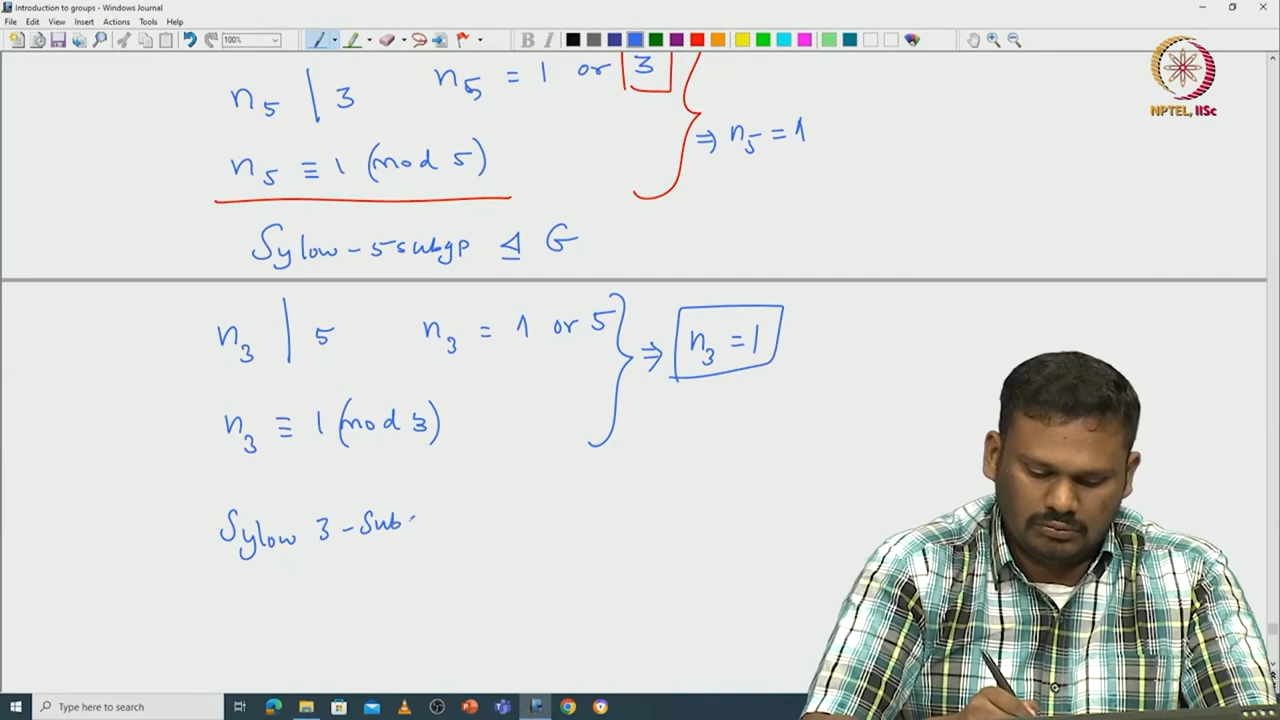 Introduction to groups - Windows Journal
File Edit View Insert Actions Tools Help
100%
B I
n₅ | 3 n₅ = 1 or 3
n₅ ≡ 1 (mod 5)
⇒ n₅ = 1
Sylow - 5 subgp ⊴ G
NPTEL, IISc
n₃ | 5 n₃ = 1 or 5 ⇒ n₃ = 1
n₃ ≡ 1 (mod 3)
Sylow 3 - Sub
Type here to search